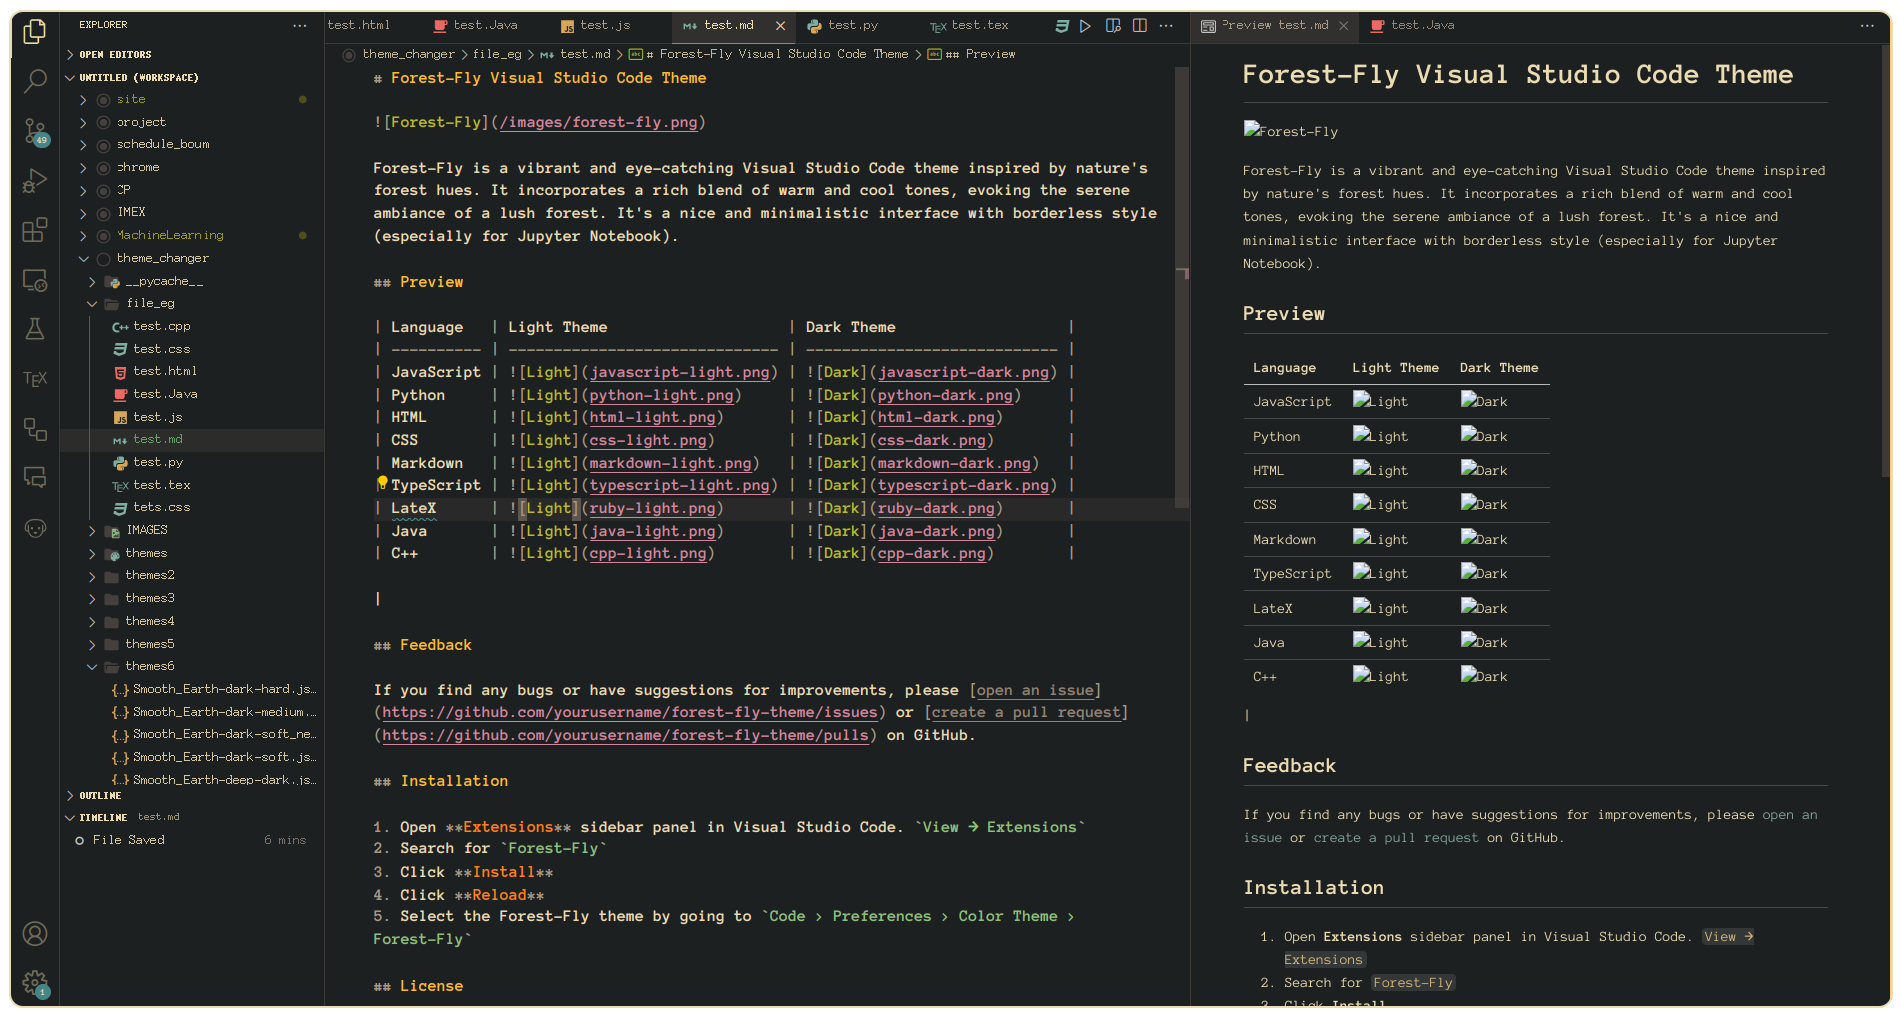 EXPLORER
OPEN EDITORS
UNTITLED (WORKSPACE)
site
project
schedule_boum
chrome
CP
IMEX
MachineLearning
theme_changer
__pycache__
file_eg
test.cpp
test.css
test.html
test.Java
test.js
test.md
test.py
test.tex
tets.css
IMAGES
themes
themes2
themes3
themes4
themes5
themes6
Smooth_Earth-dark-hard.js…
Smooth_Earth-dark-medium.…
Smooth_Earth-dark-soft_ne…
Smooth_Earth-dark-soft.js…
Smooth_Earth-deep-dark.js…
OUTLINE
TIMELINE test.md
File Saved 6 mins
49
TEX
1
test.html test.Java test.js test.md test.py test.tex
theme_changer > file_eg > test.md > # Forest-Fly Visual Studio Code Theme > ## Preview
# Forest-Fly Visual Studio Code Theme
![Forest-Fly](/images/forest-fly.png)
Forest-Fly is a vibrant and eye-catching Visual Studio Code theme inspired by nature's
forest hues. It incorporates a rich blend of warm and cool tones, evoking the serene
ambiance of a lush forest. It's a nice and minimalistic interface with borderless style
(especially for Jupyter Notebook).
## Preview
| Language | Light Theme | Dark Theme |
| ---------- | ------------------------------ | ---------------------------- |
| JavaScript | ![Light](javascript-light.png) | ![Dark](javascript-dark.png) |
| Python | ![Light](python-light.png) | ![Dark](python-dark.png) |
| HTML | ![Light](html-light.png) | ![Dark](html-dark.png) |
| CSS | ![Light](css-light.png) | ![Dark](css-dark.png) |
| Markdown | ![Light](markdown-light.png) | ![Dark](markdown-dark.png) |
| TypeScript | ![Light](typescript-light.png) | ![Dark](typescript-dark.png) |
| LateX | ![Light](ruby-light.png) | ![Dark](ruby-dark.png) |
| Java | ![Light](java-light.png) | ![Dark](java-dark.png) |
| C++ | ![Light](cpp-light.png) | ![Dark](cpp-dark.png) |
|
## Feedback
If you find any bugs or have suggestions for improvements, please [open an issue]
(https://github.com/yourusername/forest-fly-theme/issues) or [create a pull request]
(https://github.com/yourusername/forest-fly-theme/pulls) on GitHub.
## Installation
1. Open **Extensions** sidebar panel in Visual Studio Code. `View → Extensions`
2. Search for `Forest-Fly`
3. Click **Install**
4. Click **Reload**
5. Select the Forest-Fly theme by going to `Code > Preferences > Color Theme >
Forest-Fly`
## License
Preview test.md test.Java
Forest-Fly Visual Studio Code Theme
Forest-Fly
Forest-Fly is a vibrant and eye-catching Visual Studio Code theme inspired
by nature's forest hues. It incorporates a rich blend of warm and cool
tones, evoking the serene ambiance of a lush forest. It's a nice and
minimalistic interface with borderless style (especially for Jupyter
Notebook).
Preview
Language Light Theme Dark Theme
JavaScript Light Dark
Python Light Dark
HTML Light Dark
CSS Light Dark
Markdown Light Dark
TypeScript Light Dark
LateX Light Dark
Java Light Dark
C++ Light Dark
|
Feedback
If you find any bugs or have suggestions for improvements, please open an
issue or create a pull request on GitHub.
Installation
1. Open Extensions sidebar panel in Visual Studio Code. View →
Extensions
2. Search for Forest-Fly
3. Click Install